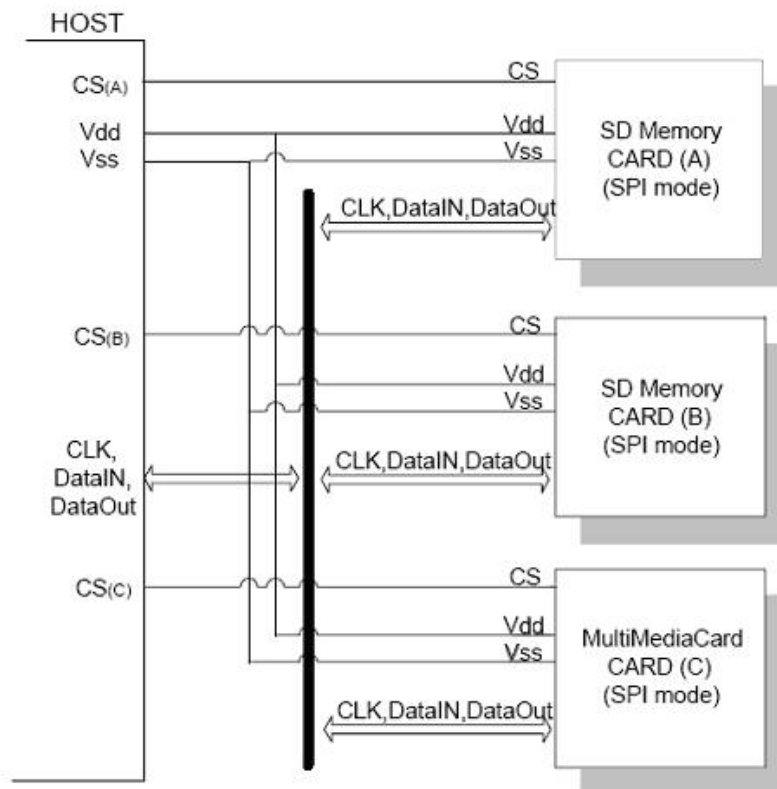 HOST
CS(A)
Vdd
Vss
CS
Vdd
Vss
SD Memory
CARD (A)
(SPI mode)
CLK,DataIN,DataOut
CS(B)
CS
Vdd
Vss
SD Memory
CARD (B)
(SPI mode)
CLK,
DataIN,
DataOut
CLK,DataIN,DataOut
CS(C)
CS
Vdd
Vss
MultiMediaCard
CARD (C)
(SPI mode)
CLK,DataIN,DataOut